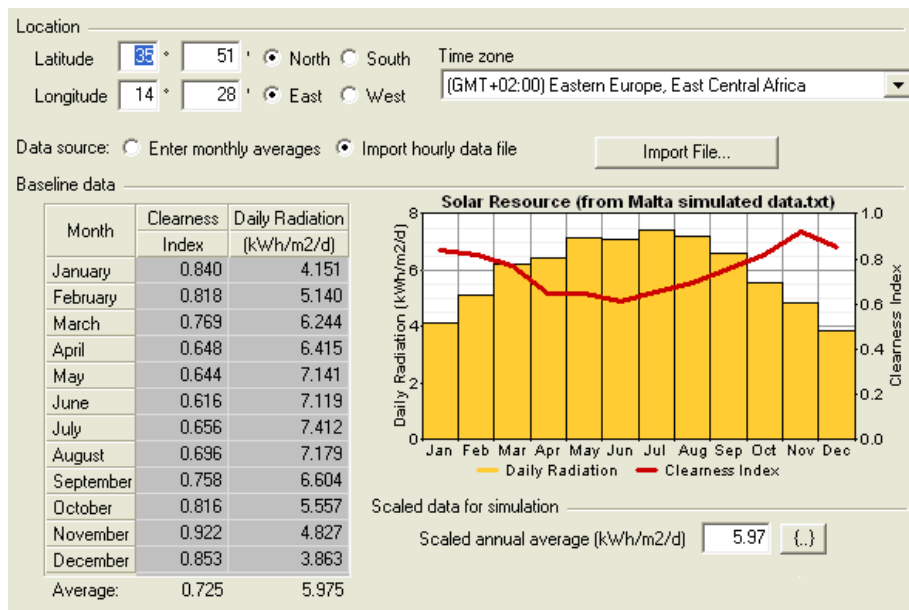 Location
Latitude 35 ° 51 ' North South
Time zone
Longitude 14 ° 28 ' East West
(GMT+02:00) Eastern Europe, East Central Africa
Data source: Enter monthly averages Import hourly data file Import File...
Baseline data
Month Clearness Index Daily Radiation (kWh/m2/d)
January 0.840 4.151
February 0.818 5.140
March 0.769 6.244
April 0.648 6.415
May 0.644 7.141
June 0.616 7.119
July 0.656 7.412
August 0.696 7.179
September 0.758 6.604
October 0.816 5.557
November 0.922 4.827
December 0.853 3.863
Average: 0.725 5.975
Solar Resource (from Malta simulated data.txt)
Daily Radiation (kWh/m2/d)
8
6
4
2
0
1.0
0.8
0.6
0.4
0.2
0.0
Clearness Index
Jan Feb Mar Apr May Jun Jul Aug Sep Oct Nov Dec
Daily Radiation Clearness Index
Scaled data for simulation
Scaled annual average (kWh/m2/d) 5.97 {..}